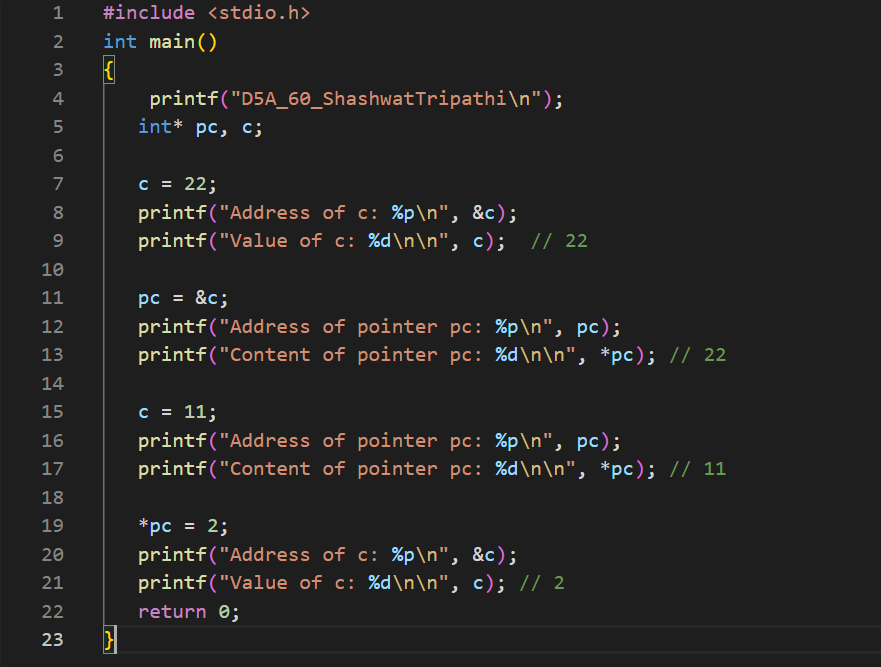 1 #include <stdio.h>
2 int main()
3 {
4 printf("D5A_60_ShashwatTripathi\n");
5 int* pc, c;
6
7 c = 22;
8 printf("Address of c: %p\n", &c);
9 printf("Value of c: %d\n\n", c);  // 22
10
11 pc = &c;
12 printf("Address of pointer pc: %p\n", pc);
13 printf("Content of pointer pc: %d\n\n", *pc); // 22
14
15 c = 11;
16 printf("Address of pointer pc: %p\n", pc);
17 printf("Content of pointer pc: %d\n\n", *pc); // 11
18
19 *pc = 2;
20 printf("Address of c: %p\n", &c);
21 printf("Value of c: %d\n\n", c); // 2
22 return 0;
23 }